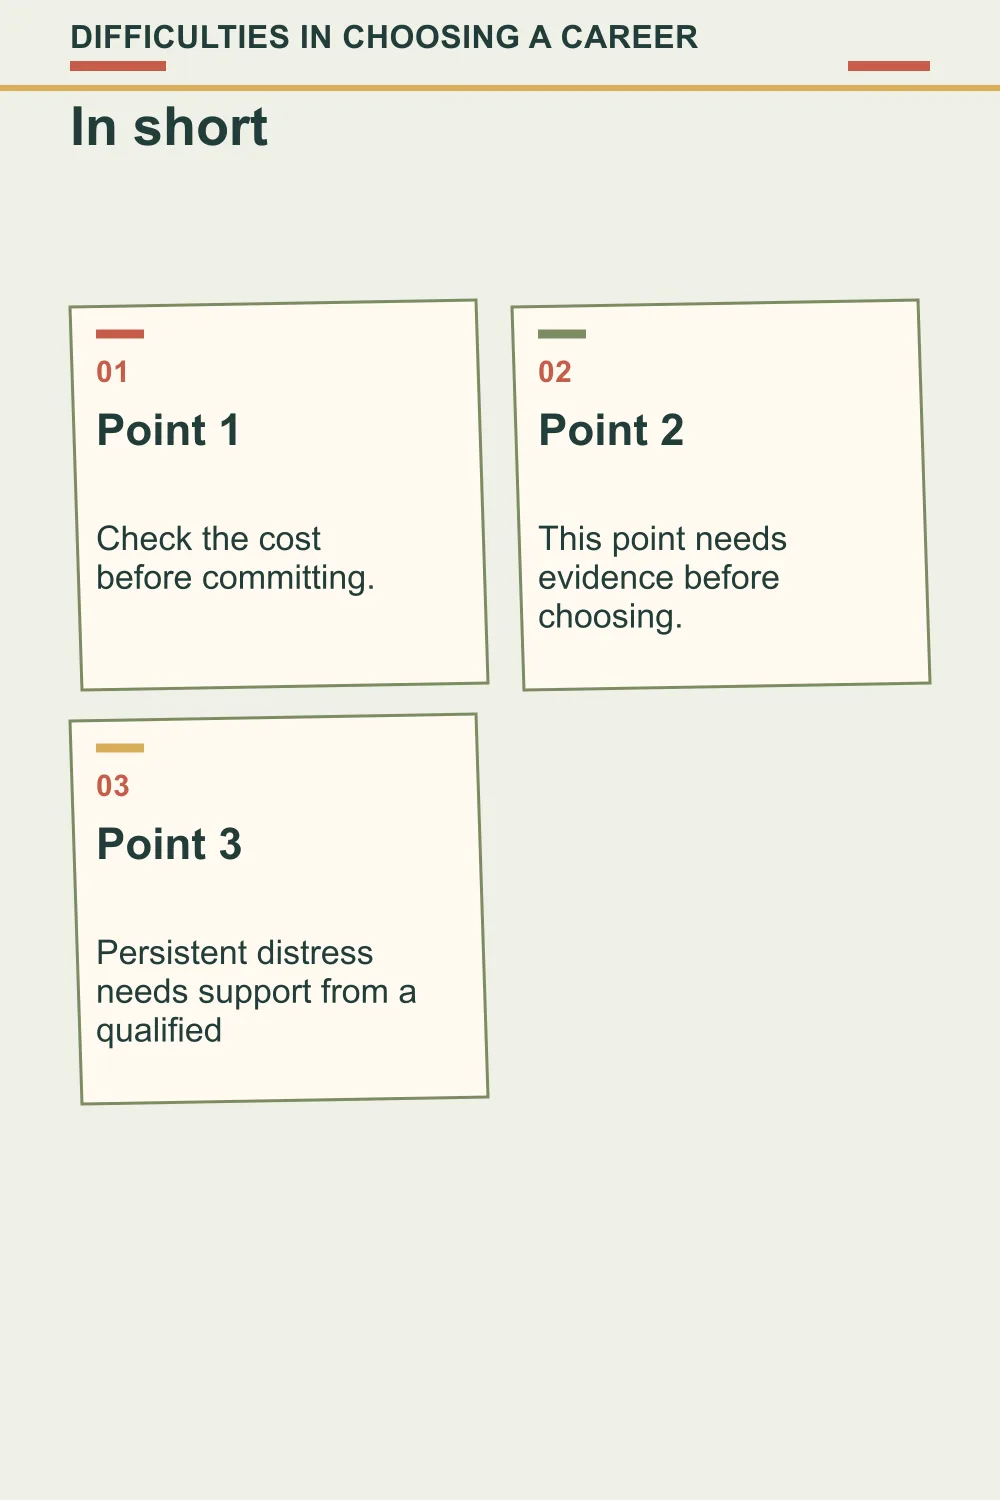 DIFFICULTIES IN CHOOSING A CAREER
In short
01
Point 1
Check the cost
before committing.
02
Point 2
This point needs
evidence before
choosing.
03
Point 3
Persistent distress
needs support from a
qualified